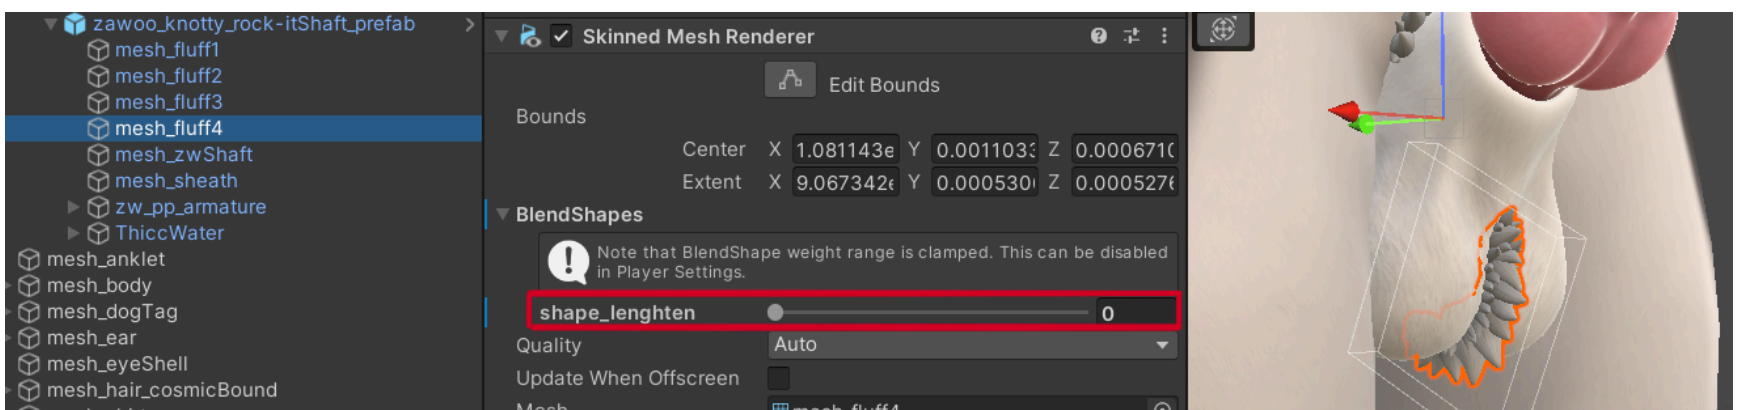 zawoo_knotty_rock-itShaft_prefab
mesh_fluff1
mesh_fluff2
mesh_fluff3
mesh_fluff4
mesh_zwShaft
mesh_sheath
zw_pp_armature
ThiccWater
mesh_anklet
mesh_body
mesh_dogTag
mesh_ear
mesh_eyeShell
mesh_hair_cosmicBound
Skinned Mesh Renderer
Edit Bounds
Bounds
Center X 1.081143e Y 0.0011033 Z 0.000671(
Extent X 9.067342e Y 0.000530 Z 0.000527
BlendShapes
Note that BlendShape weight range is clamped. This can be disabled
in Player Settings.
shape_lenghten 0
Quality Auto
Update When Offscreen
Mesh mesh_fluff4